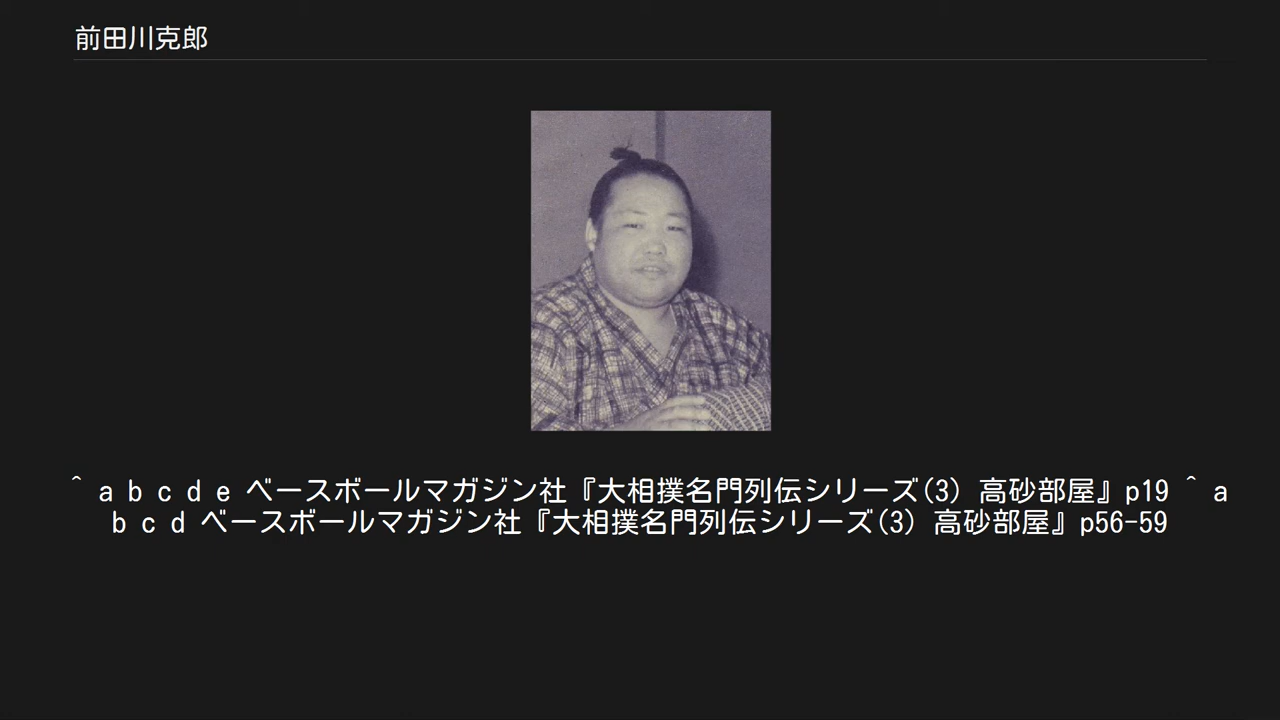 前田川克郎
^ a b c d e ベースボールマガジン社『大相撲名門列伝シリーズ(3) 高砂部屋』p19 ^ a
b c d ベースボールマガジン社『大相撲名門列伝シリーズ(3) 高砂部屋』p56-59